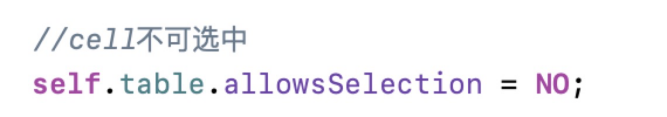 //cell不可选中
self.table.allowsSelection = NO;